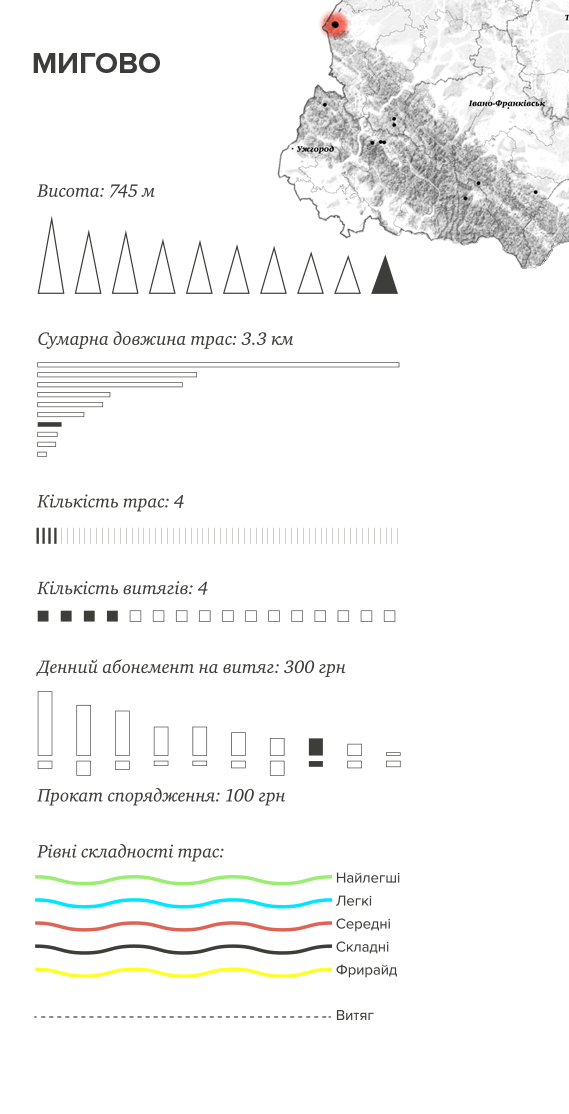 МИГОВО
Івано-Франківськ
Ужгород
Висота: 745 м
Сумарна довжина трас: 3.3 км
Кількість трас: 4
Кількість витягів: 4
Денний абонемент на витяг: 300 грн
Прокат спорядження: 100 грн
Рівні складності трас:
Найлегші
Легкі
Середні
Складні
Фрирайд
Витяг